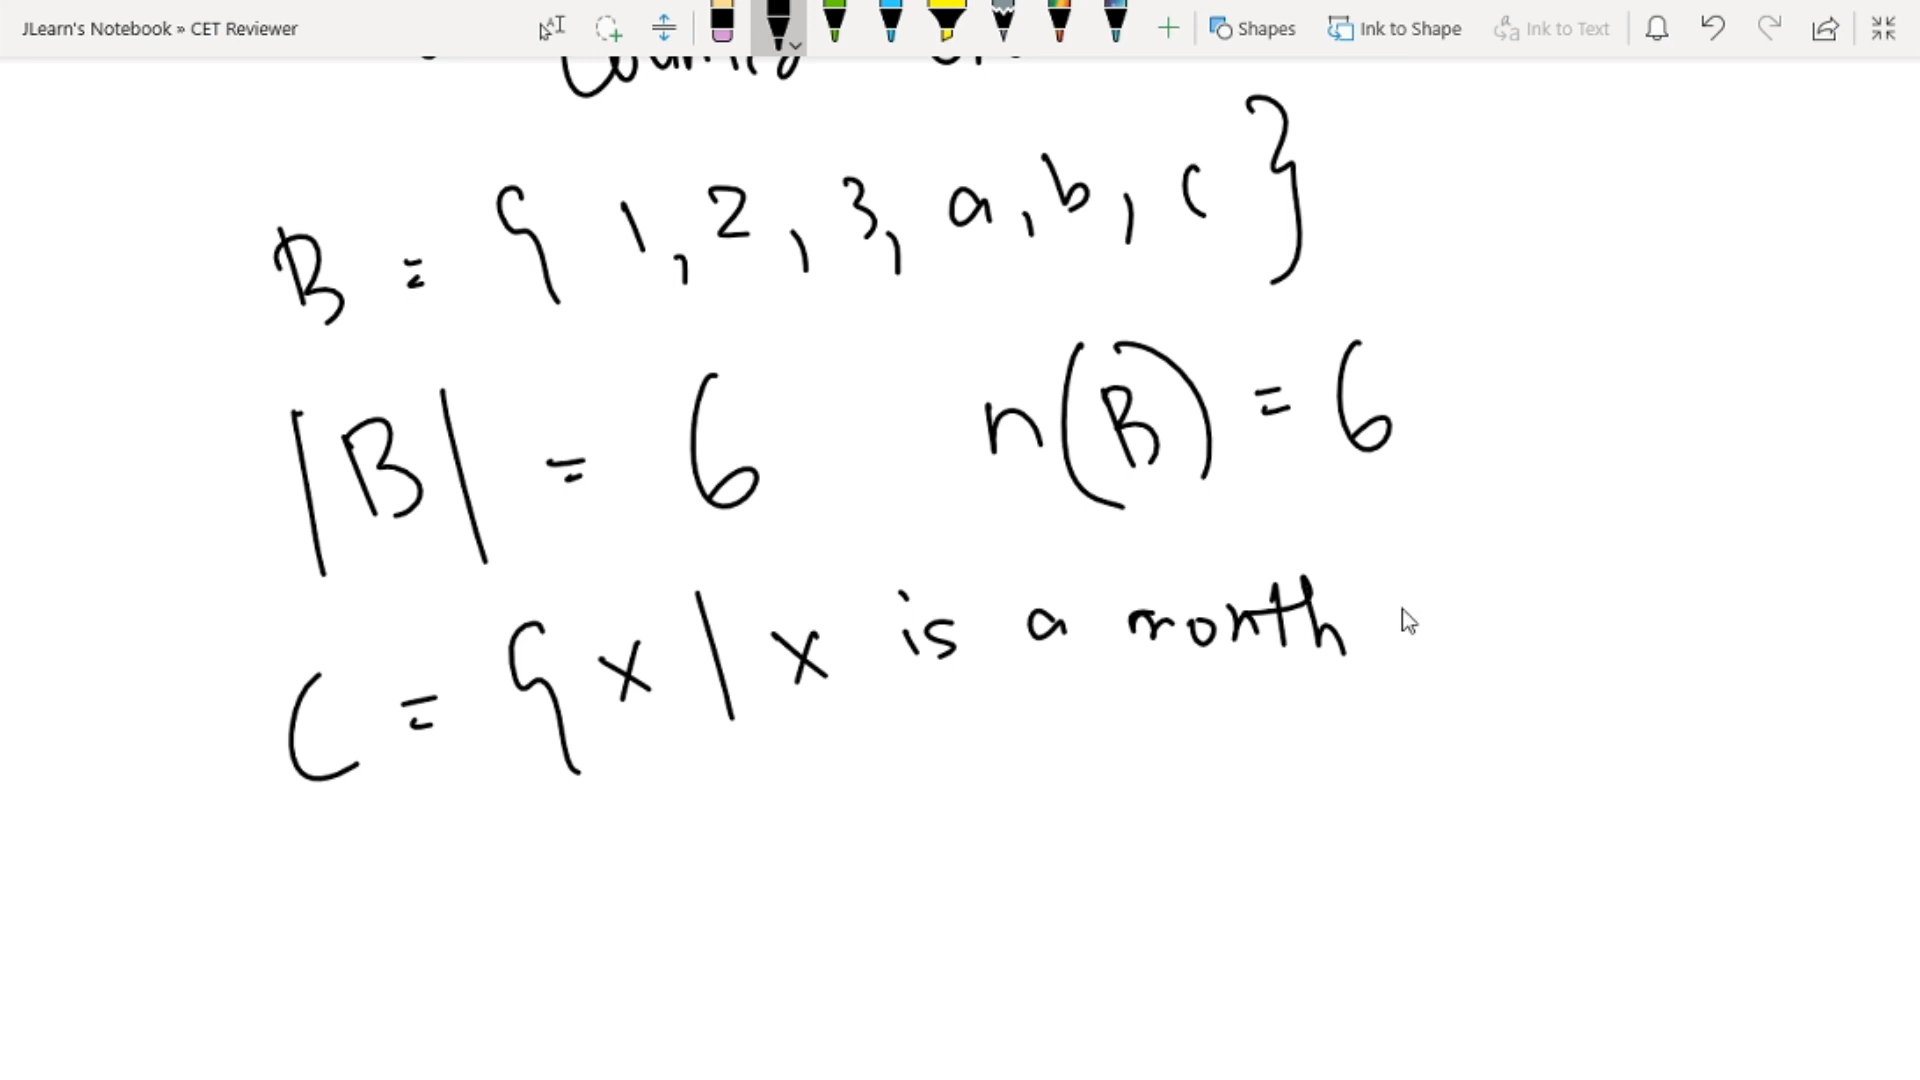 JLearn's Notebook » CET Reviewer Shapes Ink to Shape Ink to Text
B = { 1, 2, 3, a, b, c }
|B| = 6 n(B) = 6
C = { x | x is a month